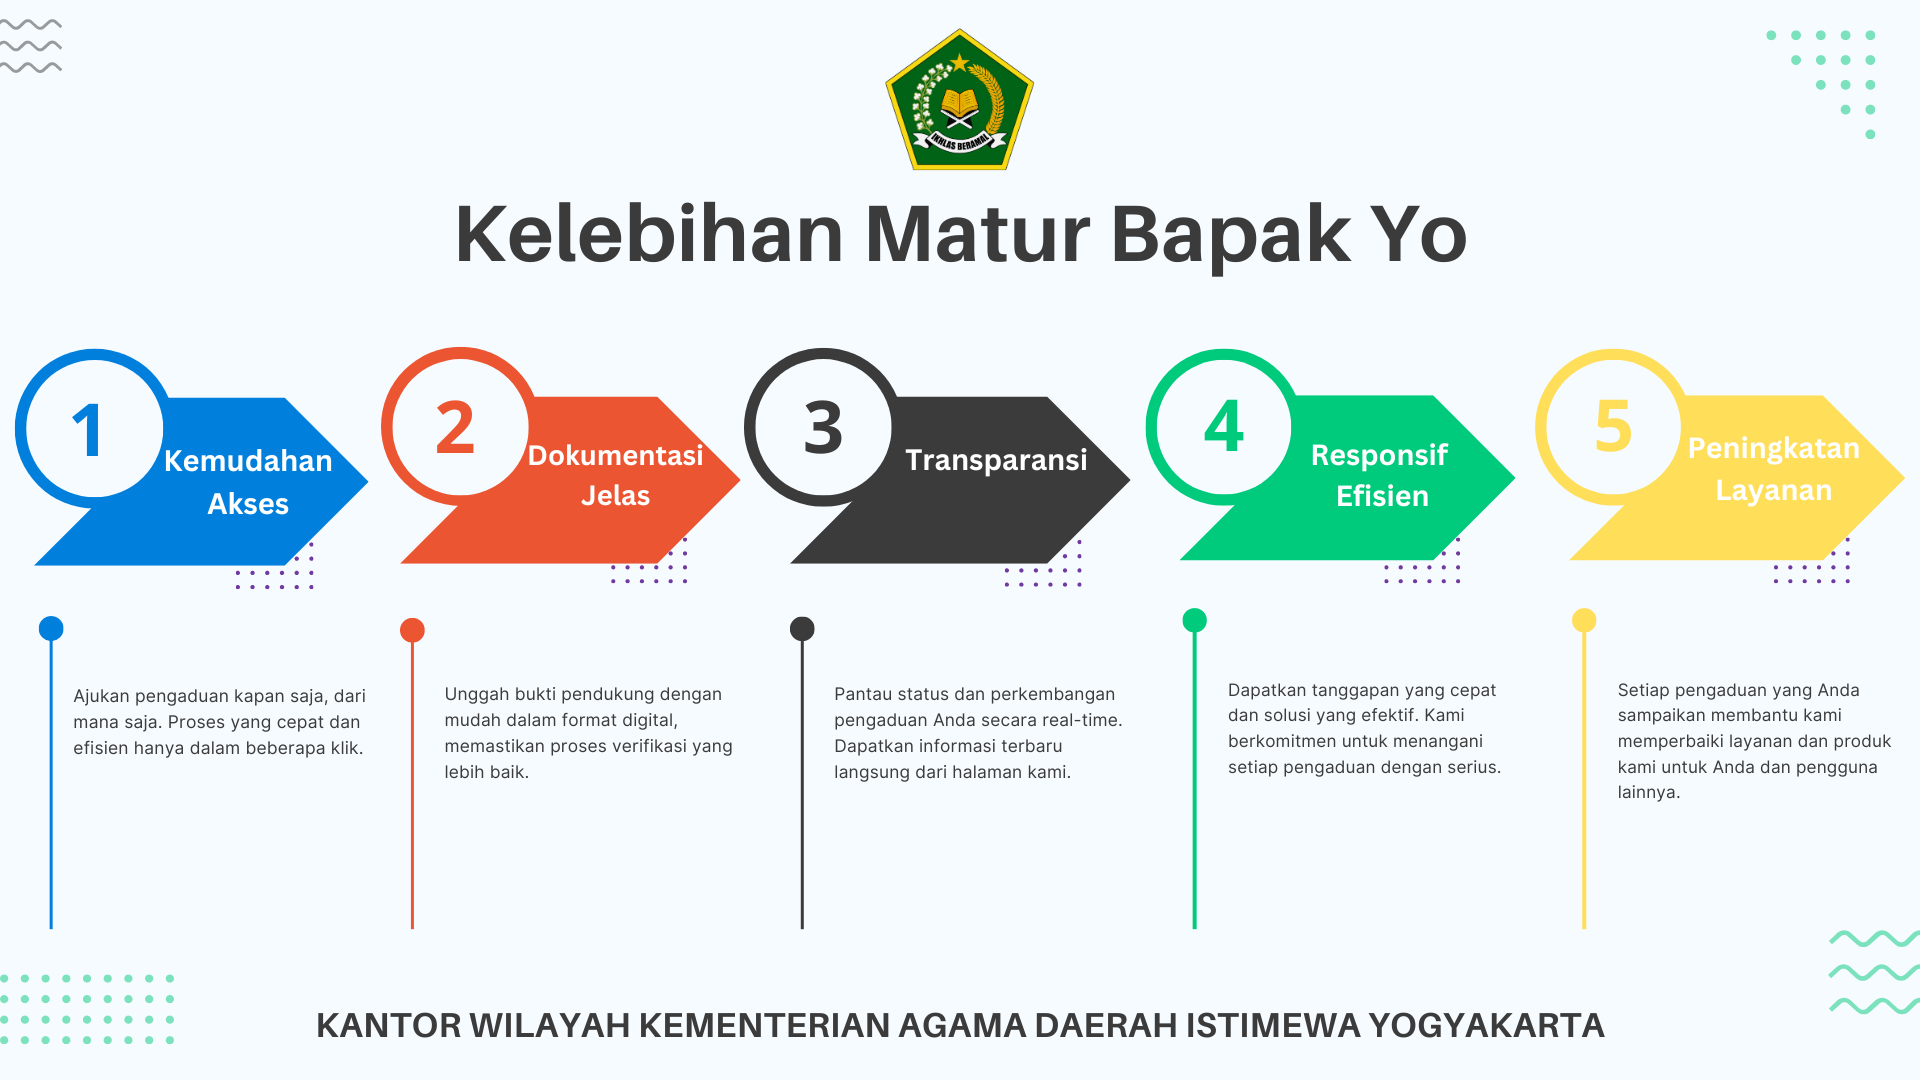 IKHLAS BERAMAL
Kelebihan Matur Bapak Yo
1
Kemudahan
Akses
Ajukan pengaduan kapan saja, dari
mana saja. Proses yang cepat dan
efisien hanya dalam beberapa klik.
2
Dokumentasi
Jelas
Unggah bukti pendukung dengan
mudah dalam format digital,
memastikan proses verifikasi yang
lebih baik.
3
Transparansi
Pantau status dan perkembangan
pengaduan Anda secara real-time.
Dapatkan informasi terbaru
langsung dari halaman kami.
4
Responsif
Efisien
Dapatkan tanggapan yang cepat
dan solusi yang efektif. Kami
berkomitmen untuk menangani
setiap pengaduan dengan serius.
5
Peningkatan
Layanan
Setiap pengaduan yang Anda
sampaikan membantu kami
memperbaiki layanan dan produk
kami untuk Anda dan pengguna
lainnya.
KANTOR WILAYAH KEMENTERIAN AGAMA DAERAH ISTIMEWA YOGYAKARTA